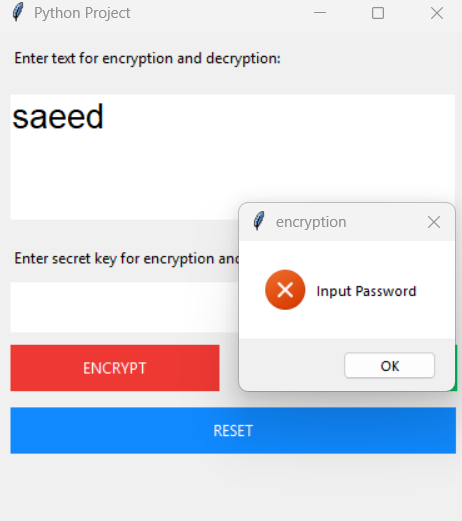 Python Project
Enter text for encryption and decryption:
saeed
encryption
Enter secret key for encryption and
Input Password
OK
ENCRYPT
RESET